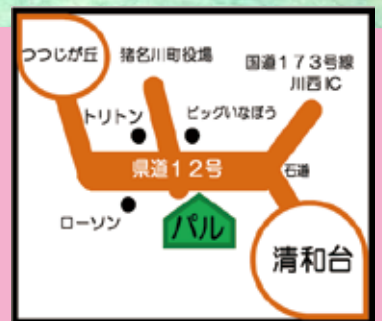 つつじが丘
猪名川町役場
国道173号線
川西IC
トリトン
ビッグいなぼう
県道12号
石道
ローソン
パル
清和台